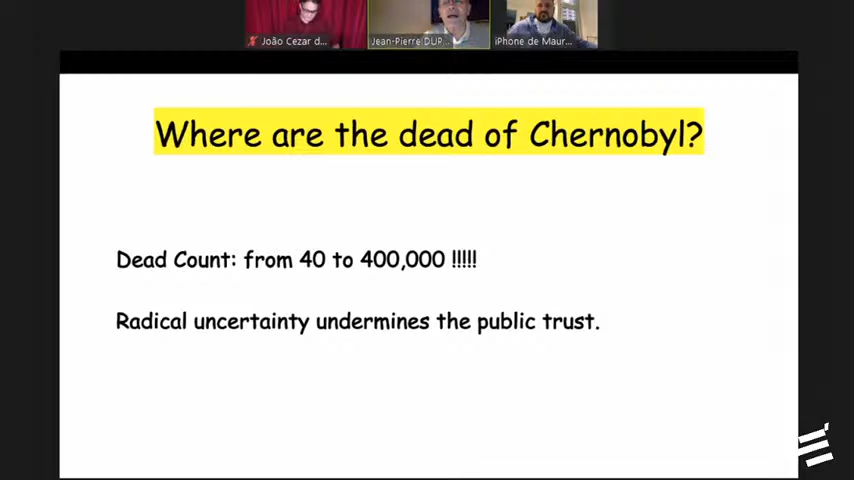 João Cezar d...
Jean-Pierre DUP...
iPhone de Maur...
Where are the dead of Chernobyl?
Dead Count: from 40 to 400,000 !!!!!
Radical uncertainty undermines the public trust.